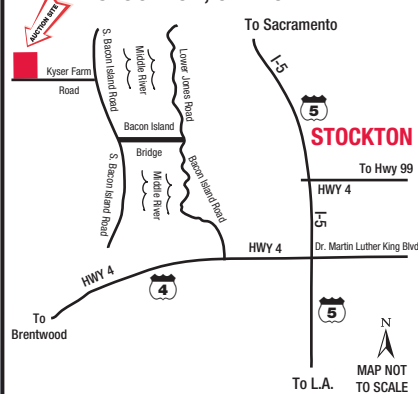 AUCTION SITE
To Sacramento
S. Bacon Island Road
Middle River
Lower Jones Road
I-5
Kyser Farm
Road
5
STOCKTON
Bacon Island
Bridge
To Hwy 99
HWY 4
S. Bacon Island Road
Middle River
Bacon Island Road
I-5
HWY 4
Dr. Martin Luther King Blvd
HWY 4
4
5
To
Brentwood
N
MAP NOT
TO SCALE
To L.A.